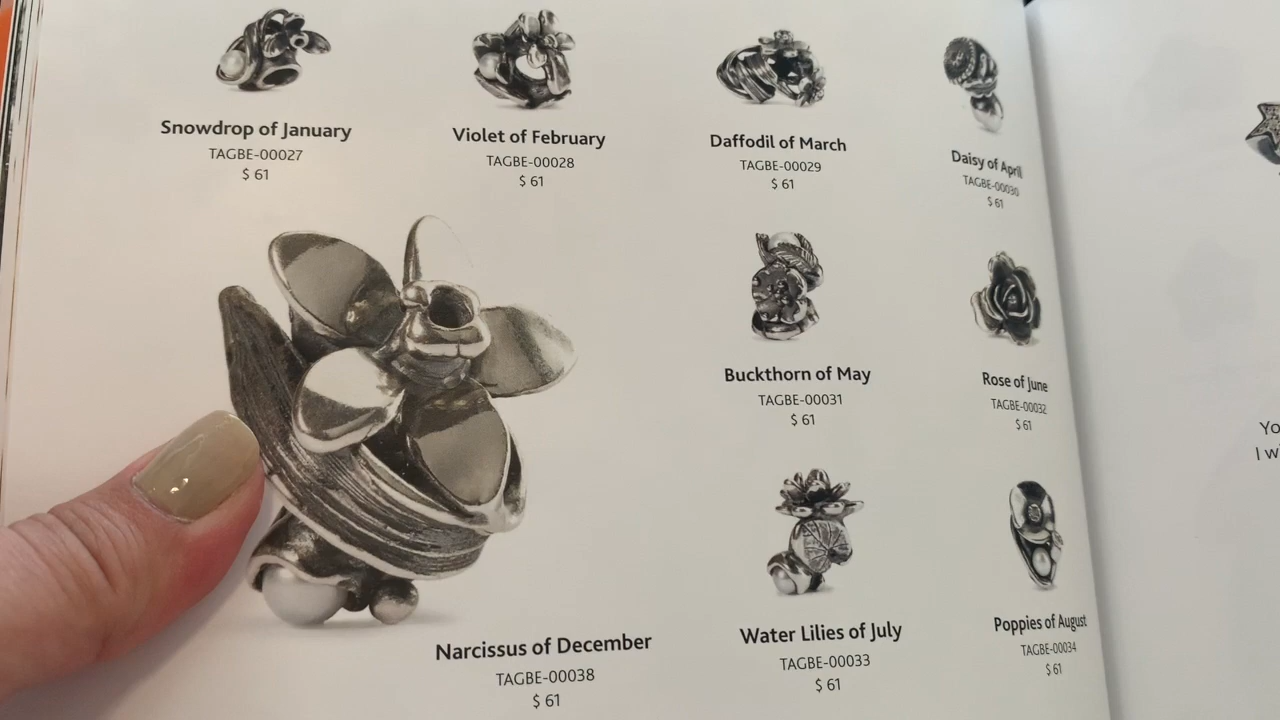 Snowdrop of January
TAGBE-00027
$ 61
Violet of February
TAGBE-00028
$ 61
Daffodil of March
TAGBE-00029
$ 61
Daisy of April
TAGBE-00030
$ 61
Buckthorn of May
TAGBE-00031
$ 61
Rose of June
TAGBE-00032
$ 61
Narcissus of December
TAGBE-00038
$ 61
Water Lilies of July
TAGBE-00033
$ 61
Poppies of August
TAGBE-00034
$ 61
I